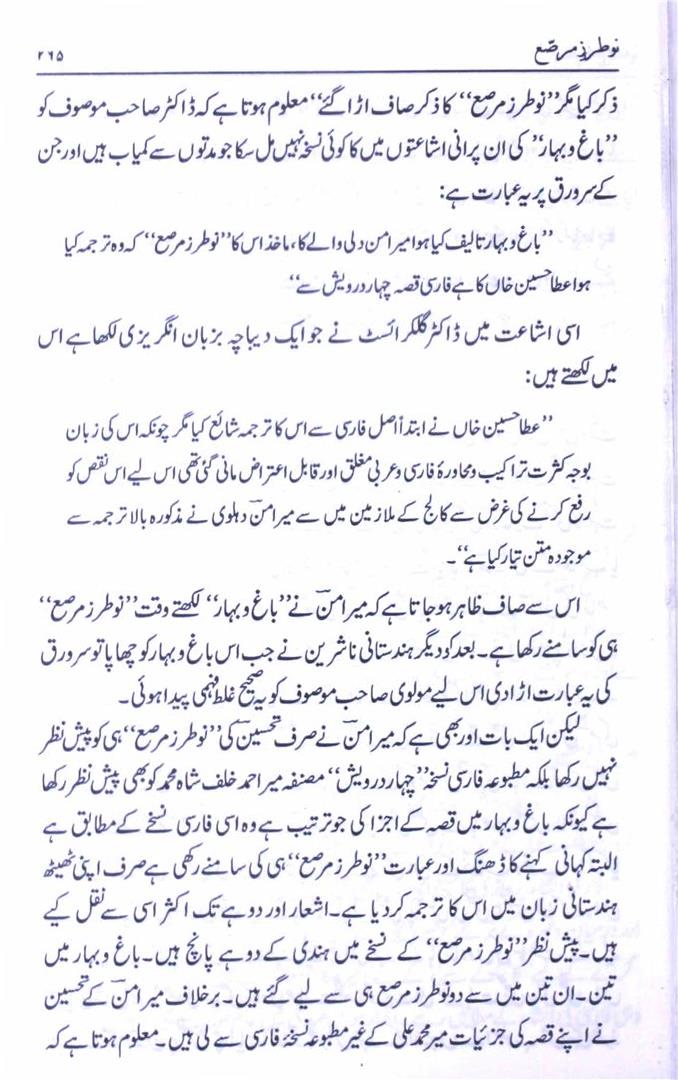 نوطرزِ مرصّع
۲۶۵
ذکر کیا مگر ’’نوطرز مرصع‘‘ کا ذکر صاف اڑا گئے‘‘ معلوم ہوتا ہے کہ ڈاکٹر صاحب موصوف کو
’’باغ و بہار‘‘ کی ان پرانی اشاعتوں میں کا کوئی نسخہ نہیں مل سکا جو مدتوں سے کمیاب ہیں اور جن
کے سرورق پر یہ عبارت ہے:
’’باغ و بہار تالیف کیا ہوا میر امن دلی والے کا، ماخذ اس کا ’’نوطرز مرصع‘‘ کہ وہ ترجمہ کیا
ہوا عطا حسین خاں کا ہے فارسی قصہ چہار درویش سے‘‘
اسی اشاعت میں ڈاکٹر گلکرائسٹ نے جو ایک دیباچہ بزبان انگریزی لکھا ہے اس
میں لکھتے ہیں:
’’عطا حسین خاں نے ابتداً اصل فارسی سے اس کا ترجمہ شائع کیا مگر چونکہ اس کی زبان
بوجہ کثرت تراکیب و محاورۂ فارسی و عربی مغلق اور قابل اعتراض مانی گئی تھی اس لیے اس نقص کو
رفع کرنے کی غرض سے کالج کے ملازمین میں سے میر امنؔ دہلوی نے مذکورہ بالا ترجمہ سے
موجودہ متن تیار کیا ہے‘‘۔
اس سے صاف ظاہر ہو جاتا ہے کہ میر امنؔ نے ’’باغ و بہار‘‘ لکھتے وقت ’’نوطرز مرصع‘‘
ہی کو سامنے رکھا ہے۔ بعد کو دیگر ہندستانی ناشرین نے جب اس باغ و بہار کو چھاپا تو سرورق
کی یہ عبارت اڑا دی اس لیے مولوی صاحب موصوف کو یہ صحیح غلط فہمی پیدا ہوئی۔
لیکن ایک بات اور بھی ہے کہ میر امنؔ نے صرف تحسینؔ کی ’’نوطرز مرصع‘‘ ہی کو پیش نظر
نہیں رکھا بلکہ مطبوعہ فارسی نسخہ ’’چہار درویش‘‘ مصنفہ میر احمد خلف شاہ محمد کو بھی پیش نظر رکھا
ہے کیونکہ باغ و بہار میں قصہ کے اجزا کی جو ترتیب ہے وہ اسی فارسی نسخے کے مطابق ہے
البتہ کہانی کہنے کا ڈھنگ اور عبارت ’’نوطرز مرصع‘‘ ہی کی سامنے رکھی ہے صرف اپنی ٹھیٹھ
ہندستانی زبان میں اس کا ترجمہ کر دیا ہے۔ اشعار اور دوہے تک اکثر اسی سے نقل کیے
ہیں۔ پیش نظر ’’نوطرز مرصع‘‘ کے نسخے میں ہندی کے دوہے پانچ ہیں۔ باغ و بہار میں
تین۔ ان تین میں سے دو نوطرز مرصع ہی سے لیے گئے ہیں۔ برخلاف میر امنؔ کے تحسین
نے اپنے قصہ کی جزئیات میر محمد علی کے غیر مطبوعہ نسخۂ فارسی سے لی ہیں۔ معلوم ہوتا ہے کہ